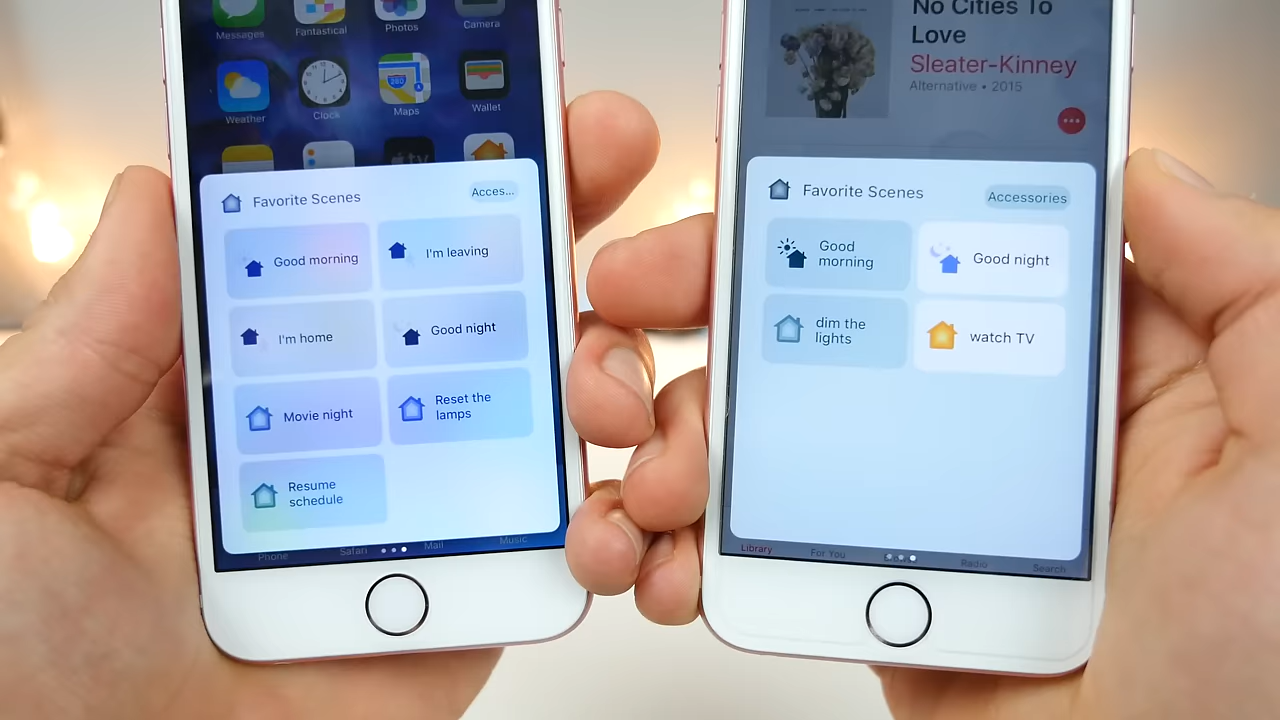 Messages
Fantastical
Photos
Camera
Weather
Clock
280
Maps
Wallet
tv
Favorite Scenes
Acces...
Good morning
I'm leaving
I'm home
Good night
Movie night
Reset the
lamps
Resume
schedule
Phone
Safari
Mail
Music
No Cities To
Love
Sleater-Kinney
Alternative • 2015
Favorite Scenes
Accessories
Good
morning
Good night
dim the
lights
watch TV
Library
For You
Radio
Search